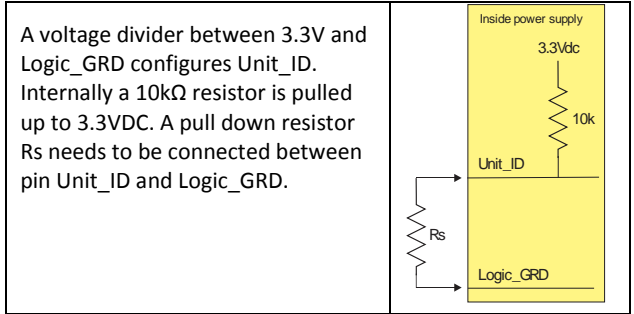 A voltage divider between 3.3V and
Logic_GRD configures Unit_ID.
Internally a 10kΩ resistor is pulled
up to 3.3VDC. A pull down resistor
Rs needs to be connected between
pin Unit_ID and Logic_GRD.
Inside power supply
3.3Vdc
10k
Unit_ID
Rs
Logic_GRD